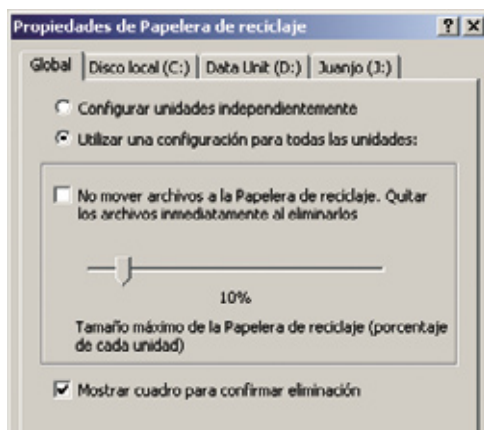 Propiedades de Papelera de reciclaje
Global
Disco local (C:)
Data Unit (D:)
Juanjo (J:)
Configurar unidades independientemente
Utilizar una configuración para todas las unidades:
No mover archivos a la Papelera de reciclaje. Quitar
los archivos inmediatamente al eliminarlos
10%
Tamaño máximo de la Papelera de reciclaje (porcentaje
de cada unidad)
Mostrar cuadro para confirmar eliminación